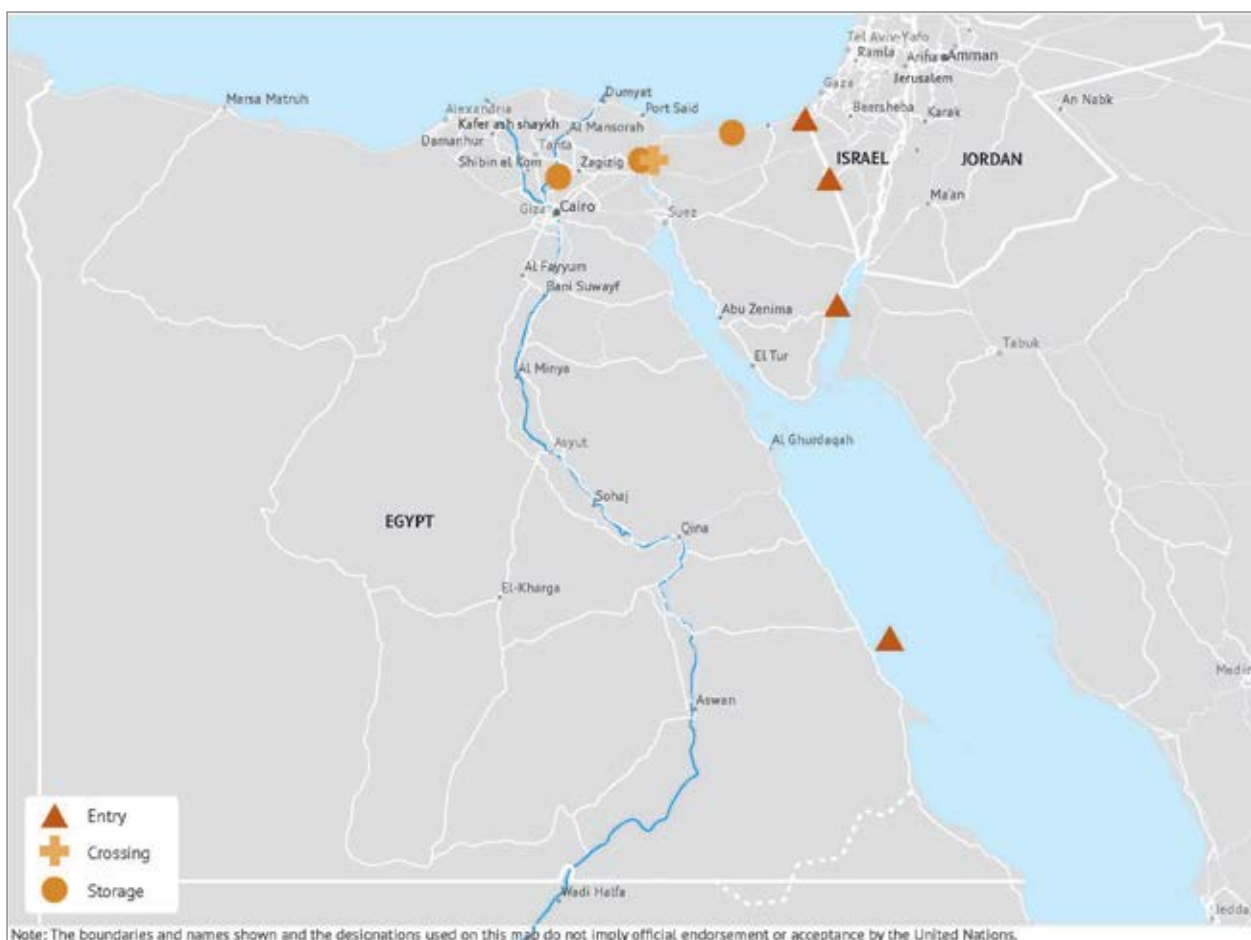 Tel Aviv-Yafo
Ramla
Ariha
Amman
Jerusalem
Gaza
Beersheba
Karak
An Nabk
Marsa Matruh
Alexandria
Dumyat
Port Said
Kafer ash shaykh
Al Mansorah
Damanhur
Tanta
Shibin el Kom
Zagizig
ISRAEL
JORDAN
Ma'an
Giza
Cairo
Suez
Al Fayyum
Bani Suwayf
Abu Zenima
El Tur
Tabuk
Al Minya
Al Ghurdaqah
Asyut
Sohaj
Qina
EGYPT
El-Kharga
Aswan
Medin
Entry
Crossing
Storage
Wadi Halfa
Jedda
Note: The boundaries and names shown and the designations used on this map do not imply official endorsement or acceptance by the United Nations.